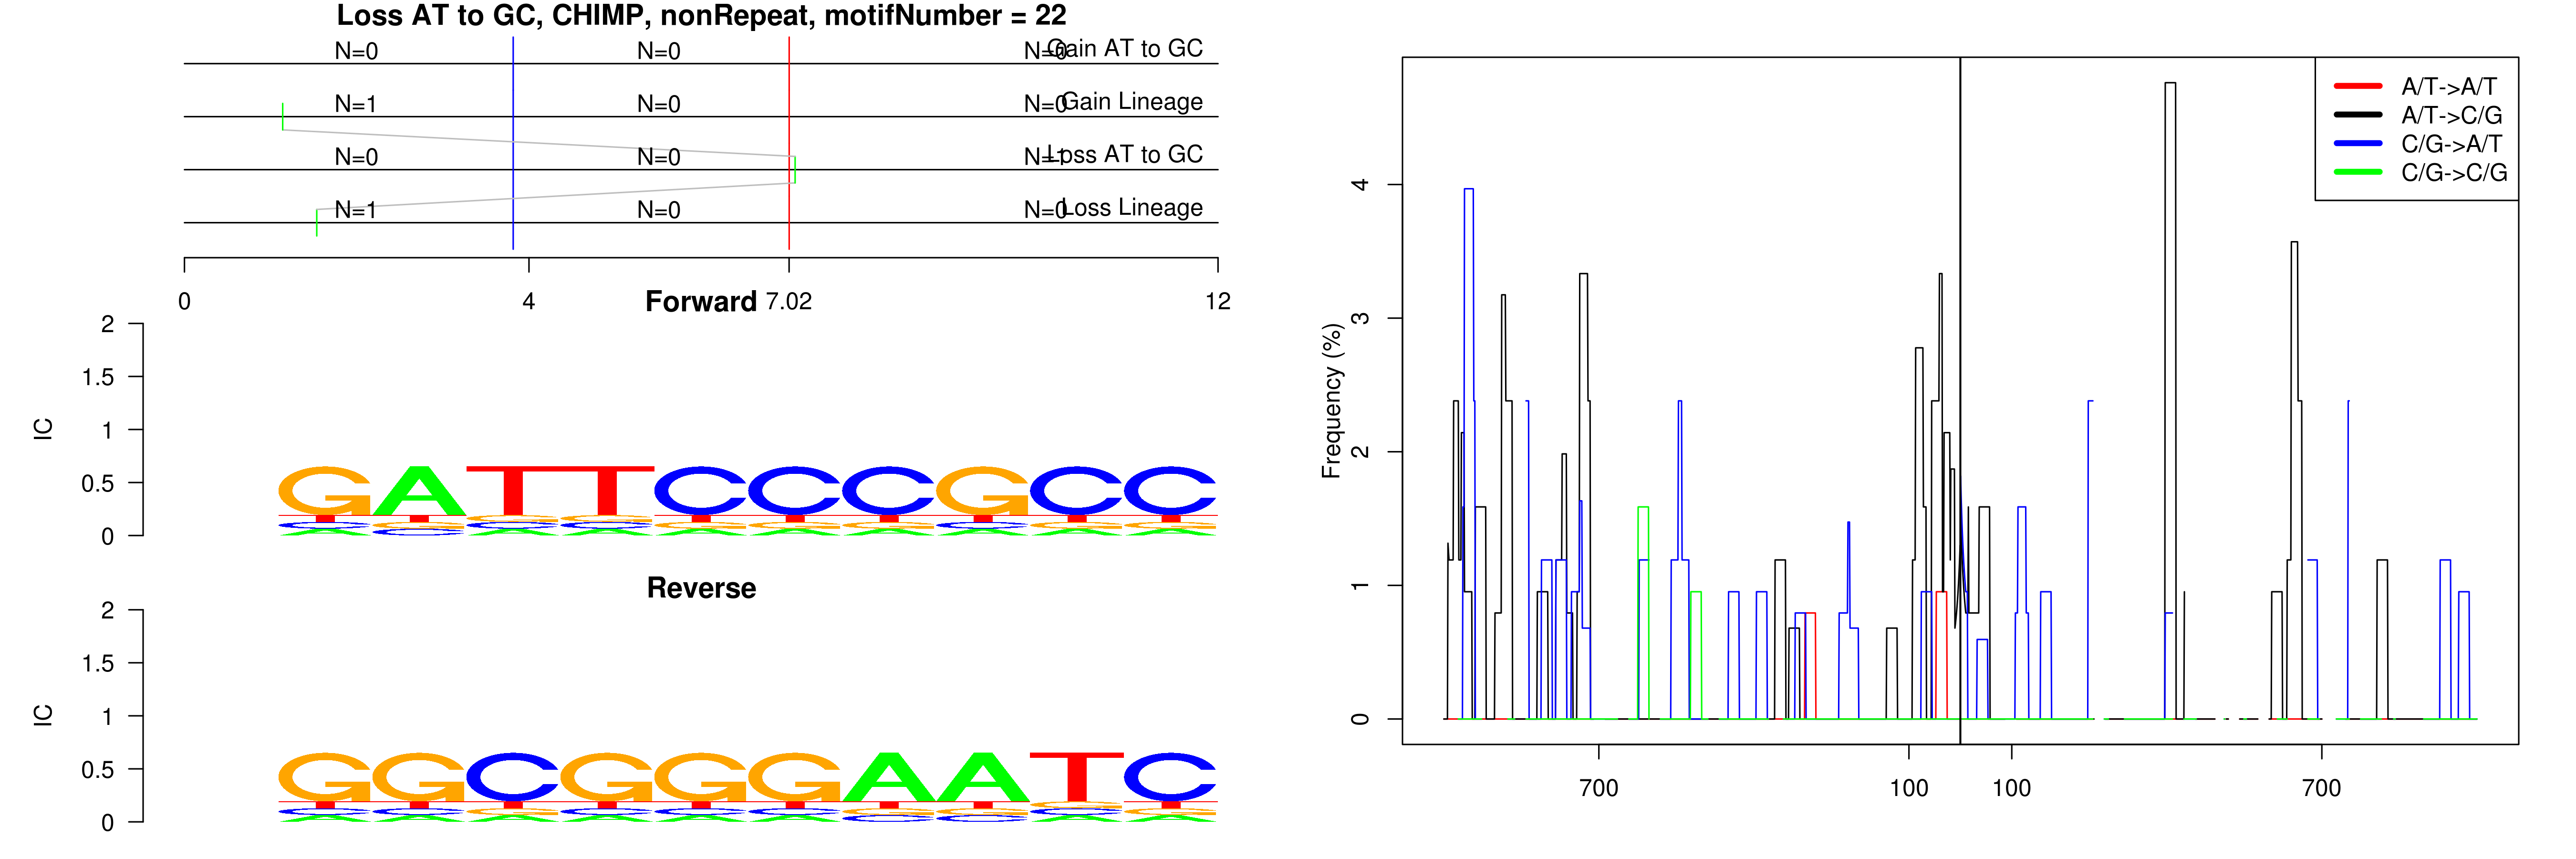 Loss AT to GC, CHIMP, nonRepeat, motifNumber = 22
N=0 N=0 N=0 Gain AT to GC
N=1 N=0 N=0 Gain Lineage
N=0 N=0 N=1 Loss AT to GC
N=1 N=0 N=0 Loss Lineage
0 4 7.02 12
Forward
IC
2
1.5
1
0.5
0
GATTCCCGCC
Reverse
IC
2
1.5
1
0.5
0
GGCGGGAATC
Frequency (%)
4
3
2
1
0
700 100 100 700
A/T->A/T
A/T->C/G
C/G->A/T
C/G->C/G